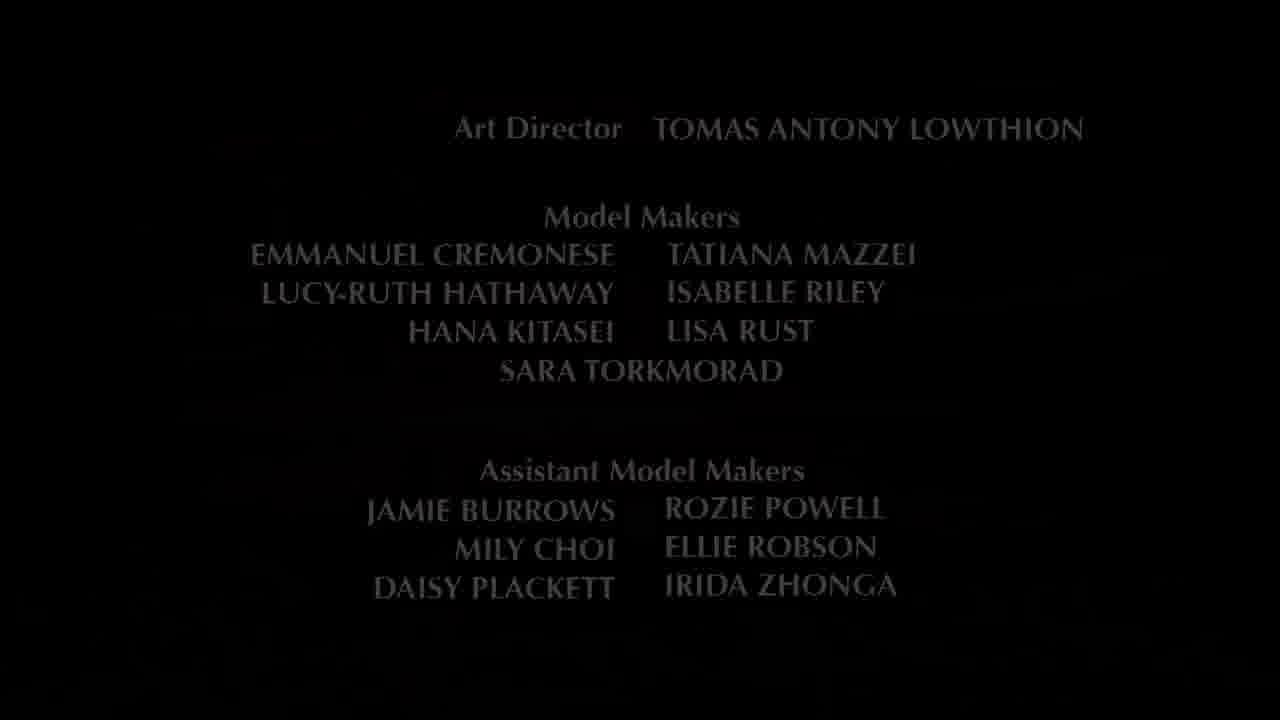 Art Director TOMAS ANTONY LOWTHION
Model Makers
EMMANUEL CREMONESE TATIANA MAZZEI
LUCY-RUTH HATHAWAY ISABELLE RILEY
HANA KITASEI LISA RUST
SARA TORKMORAD
Assistant Model Makers
JAMIE BURROWS ROZIE POWELL
MILY CHOI ELLIE ROBSON
DAISY PLACKETT IRIDA ZHONGA